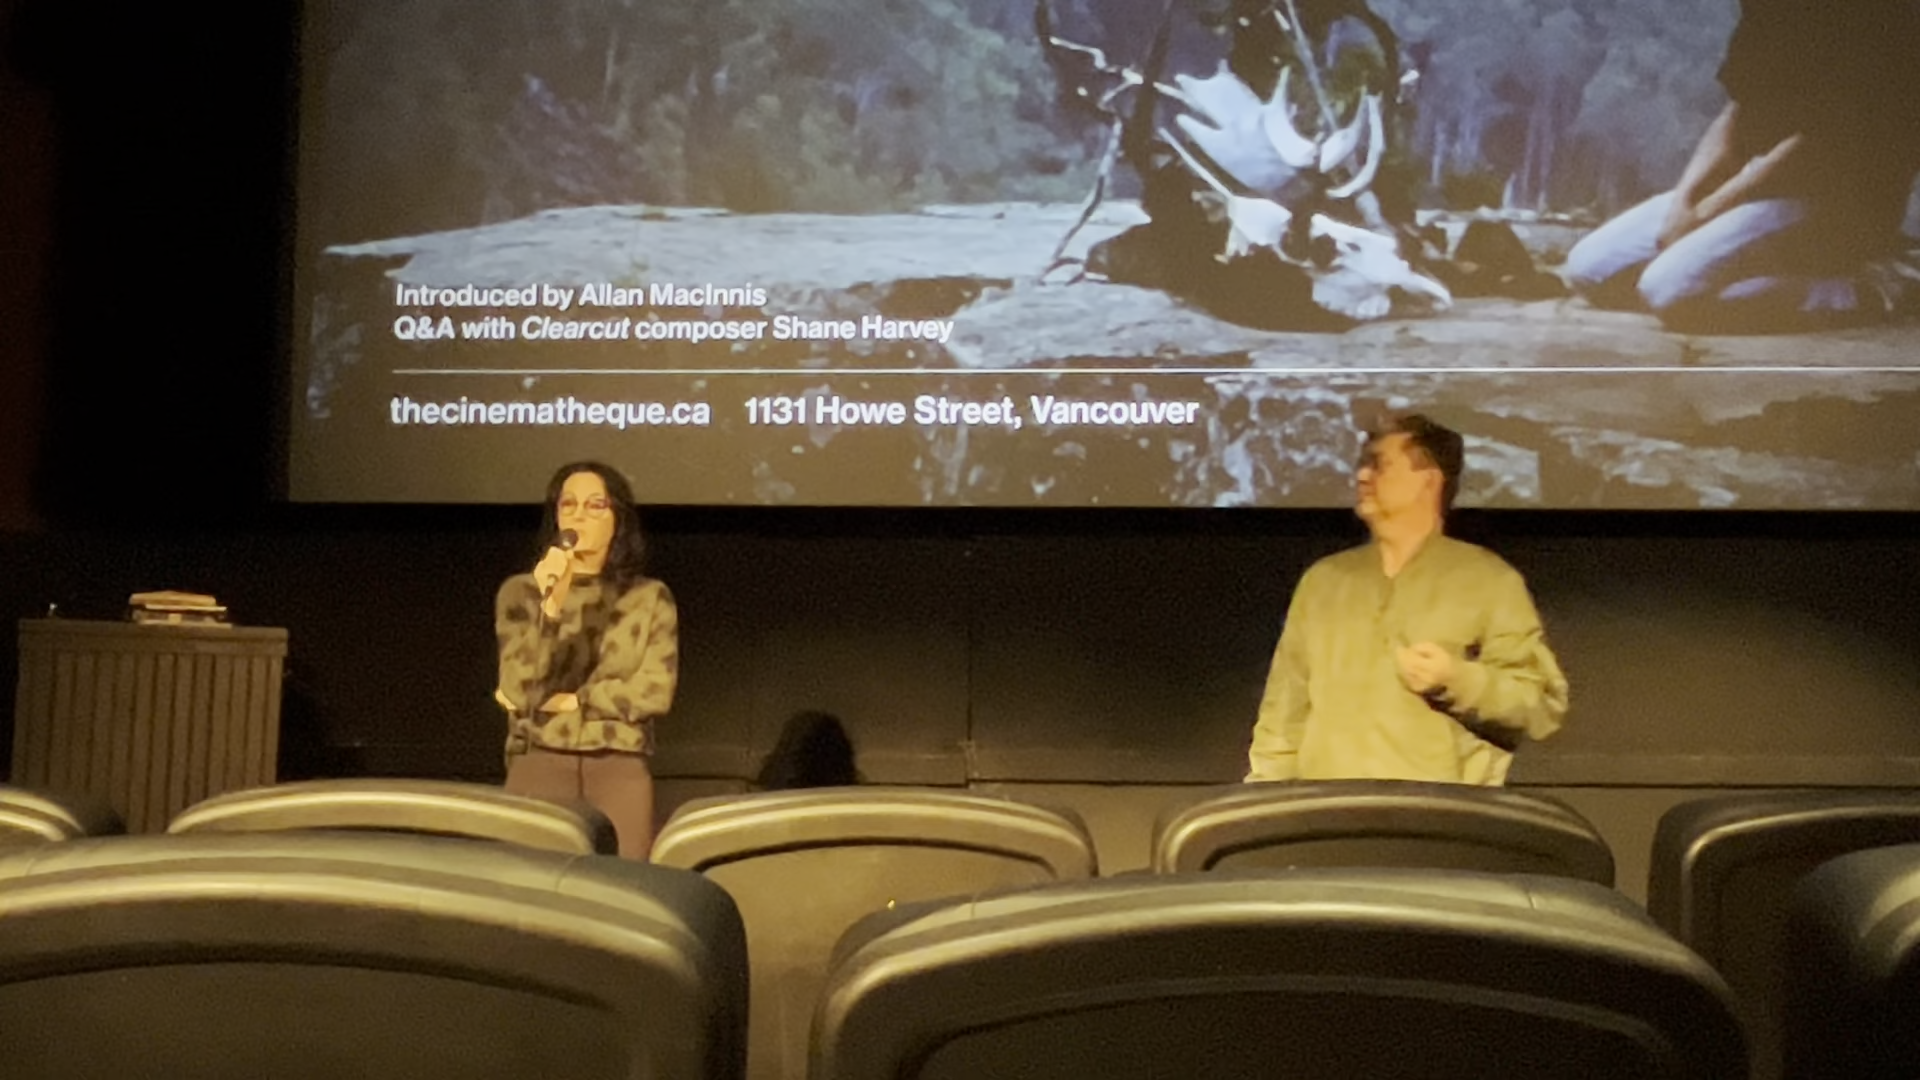 Introduced by Allan MacInnis
Q&A with Clearcut composer Shane Harvey
thecinematheque.ca 1131 Howe Street, Vancouver